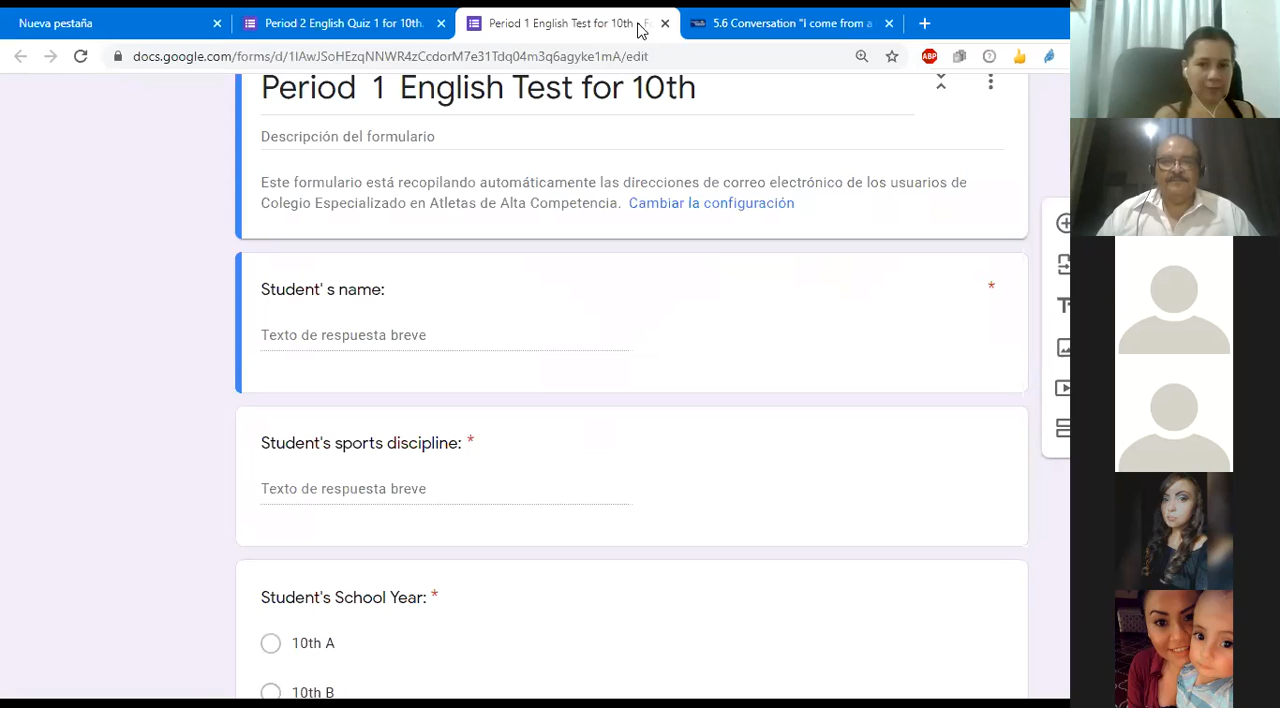 Nueva pestaña
Period 2 English Quiz 1 for 10th.
Period 1 English Test for 10th - F
5.6 Conversation "I come from a
docs.google.com/forms/d/1IAwJSoHEzqNNWR4zCcdorM7e31Tdq04m3q6agyke1mA/edit
ABP
Period 1 English Test for 10th
Descripción del formulario
Este formulario está recopilando automáticamente las direcciones de correo electrónico de los usuarios de
Colegio Especializado en Atletas de Alta Competencia. Cambiar la configuración
Student' s name: *
Texto de respuesta breve
Student's sports discipline: *
Texto de respuesta breve
Student's School Year: *
10th A
10th B